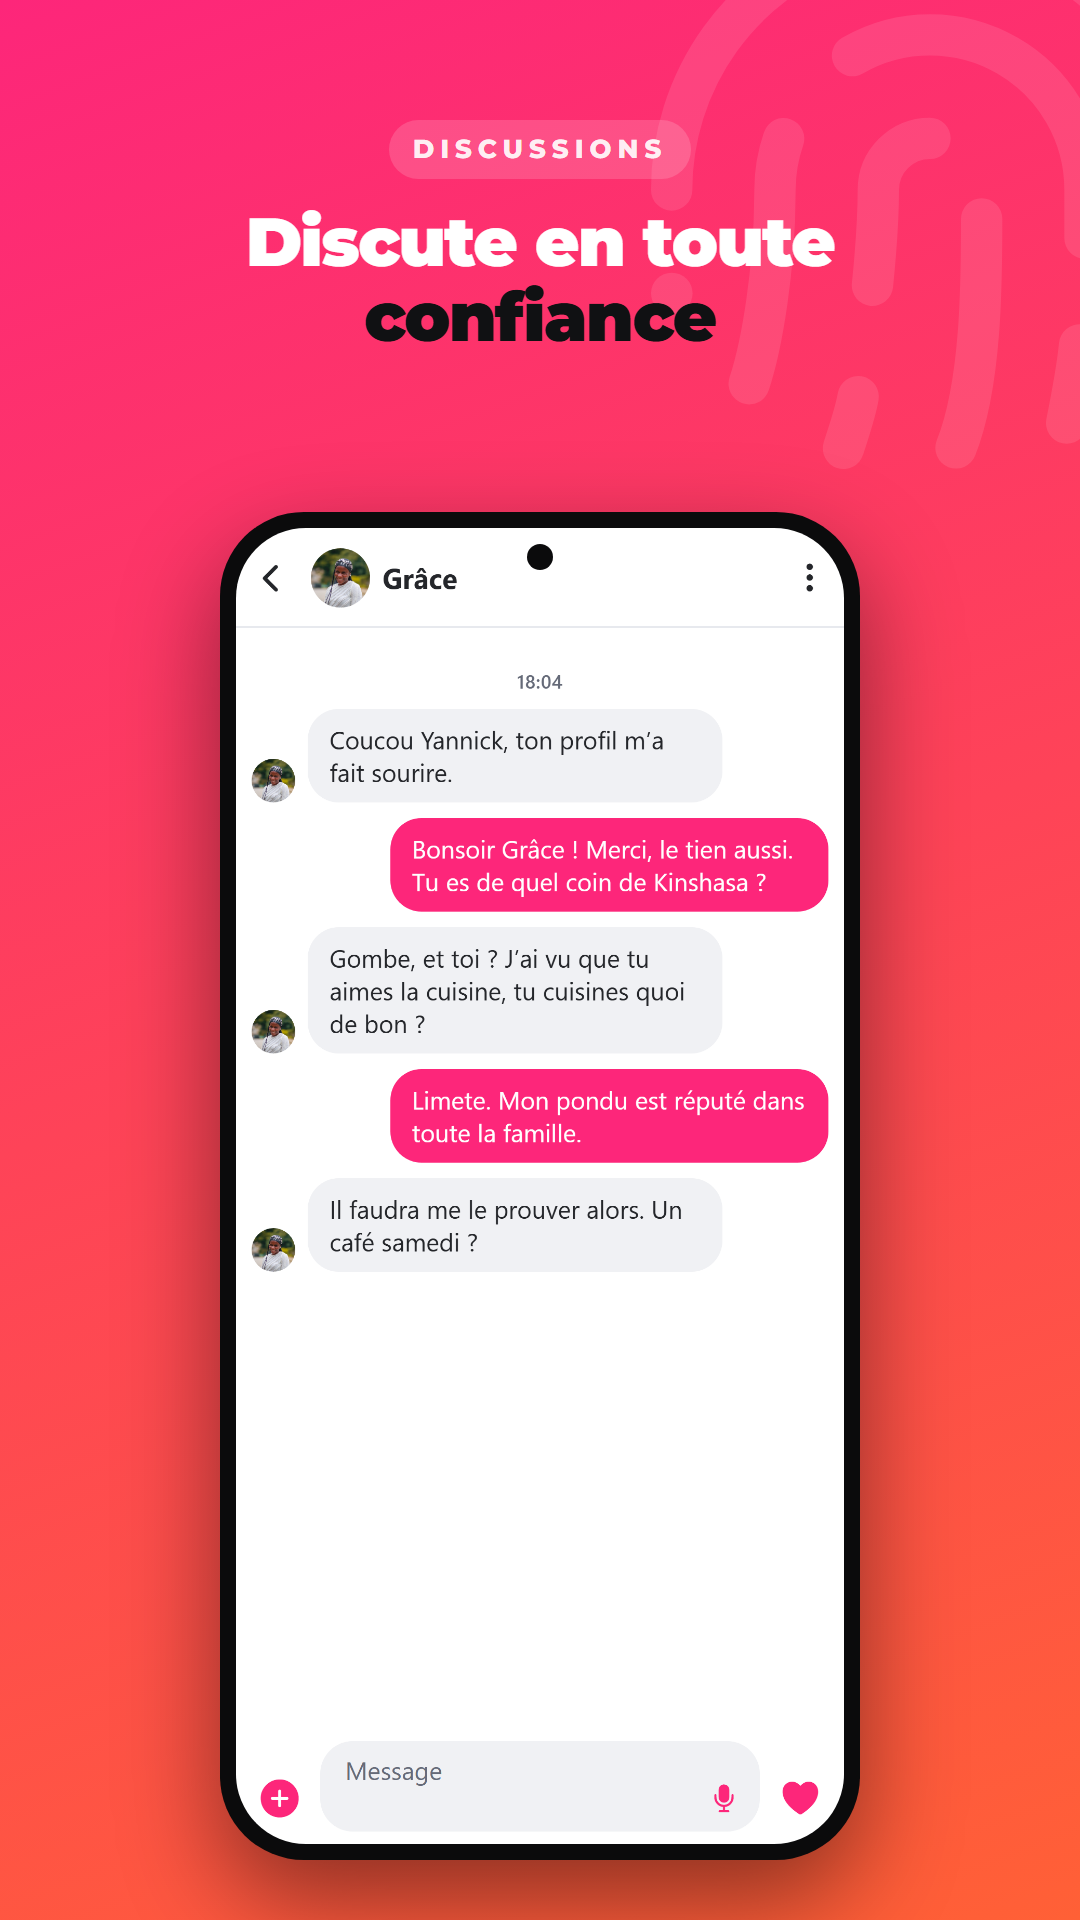 DISCUSSIONS
Discute en toute
confiance
Grâce
18:04
Coucou Yannick, ton profil m’a
fait sourire.
Bonsoir Grâce ! Merci, le tien aussi.
Tu es de quel coin de Kinshasa ?
Gombe, et toi ? J’ai vu que tu
aimes la cuisine, tu cuisines quoi
de bon ?
Limete. Mon pondu est réputé dans
toute la famille.
Il faudra me le prouver alors. Un
café samedi ?
Message